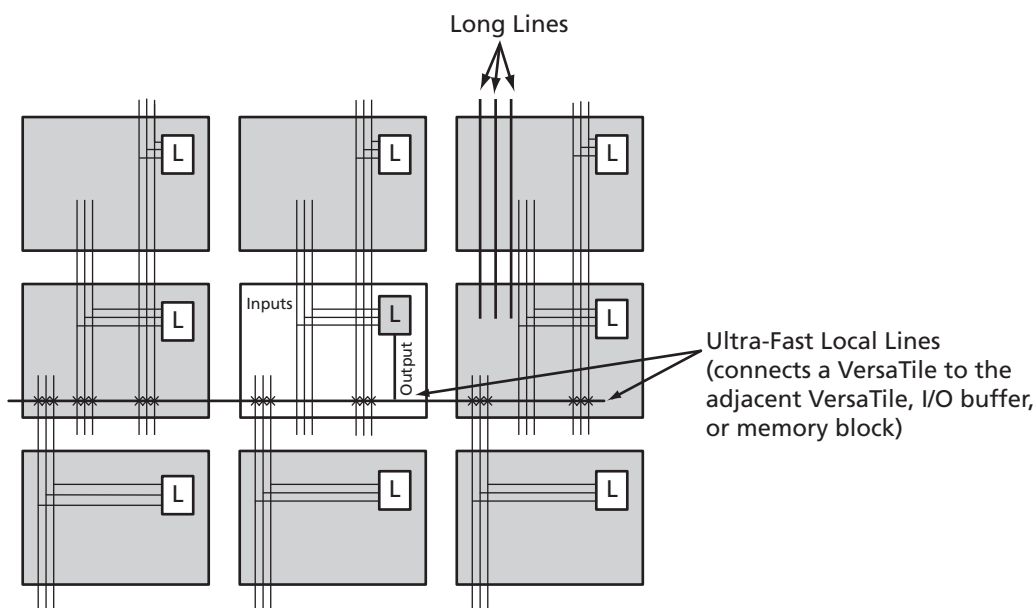 Long Lines
L
L
L
Inputs
L
L
L
Output
Ultra-Fast Local Lines
(connects a VersaTile to the
adjacent VersaTile, I/O buffer,
or memory block)
L
L
L